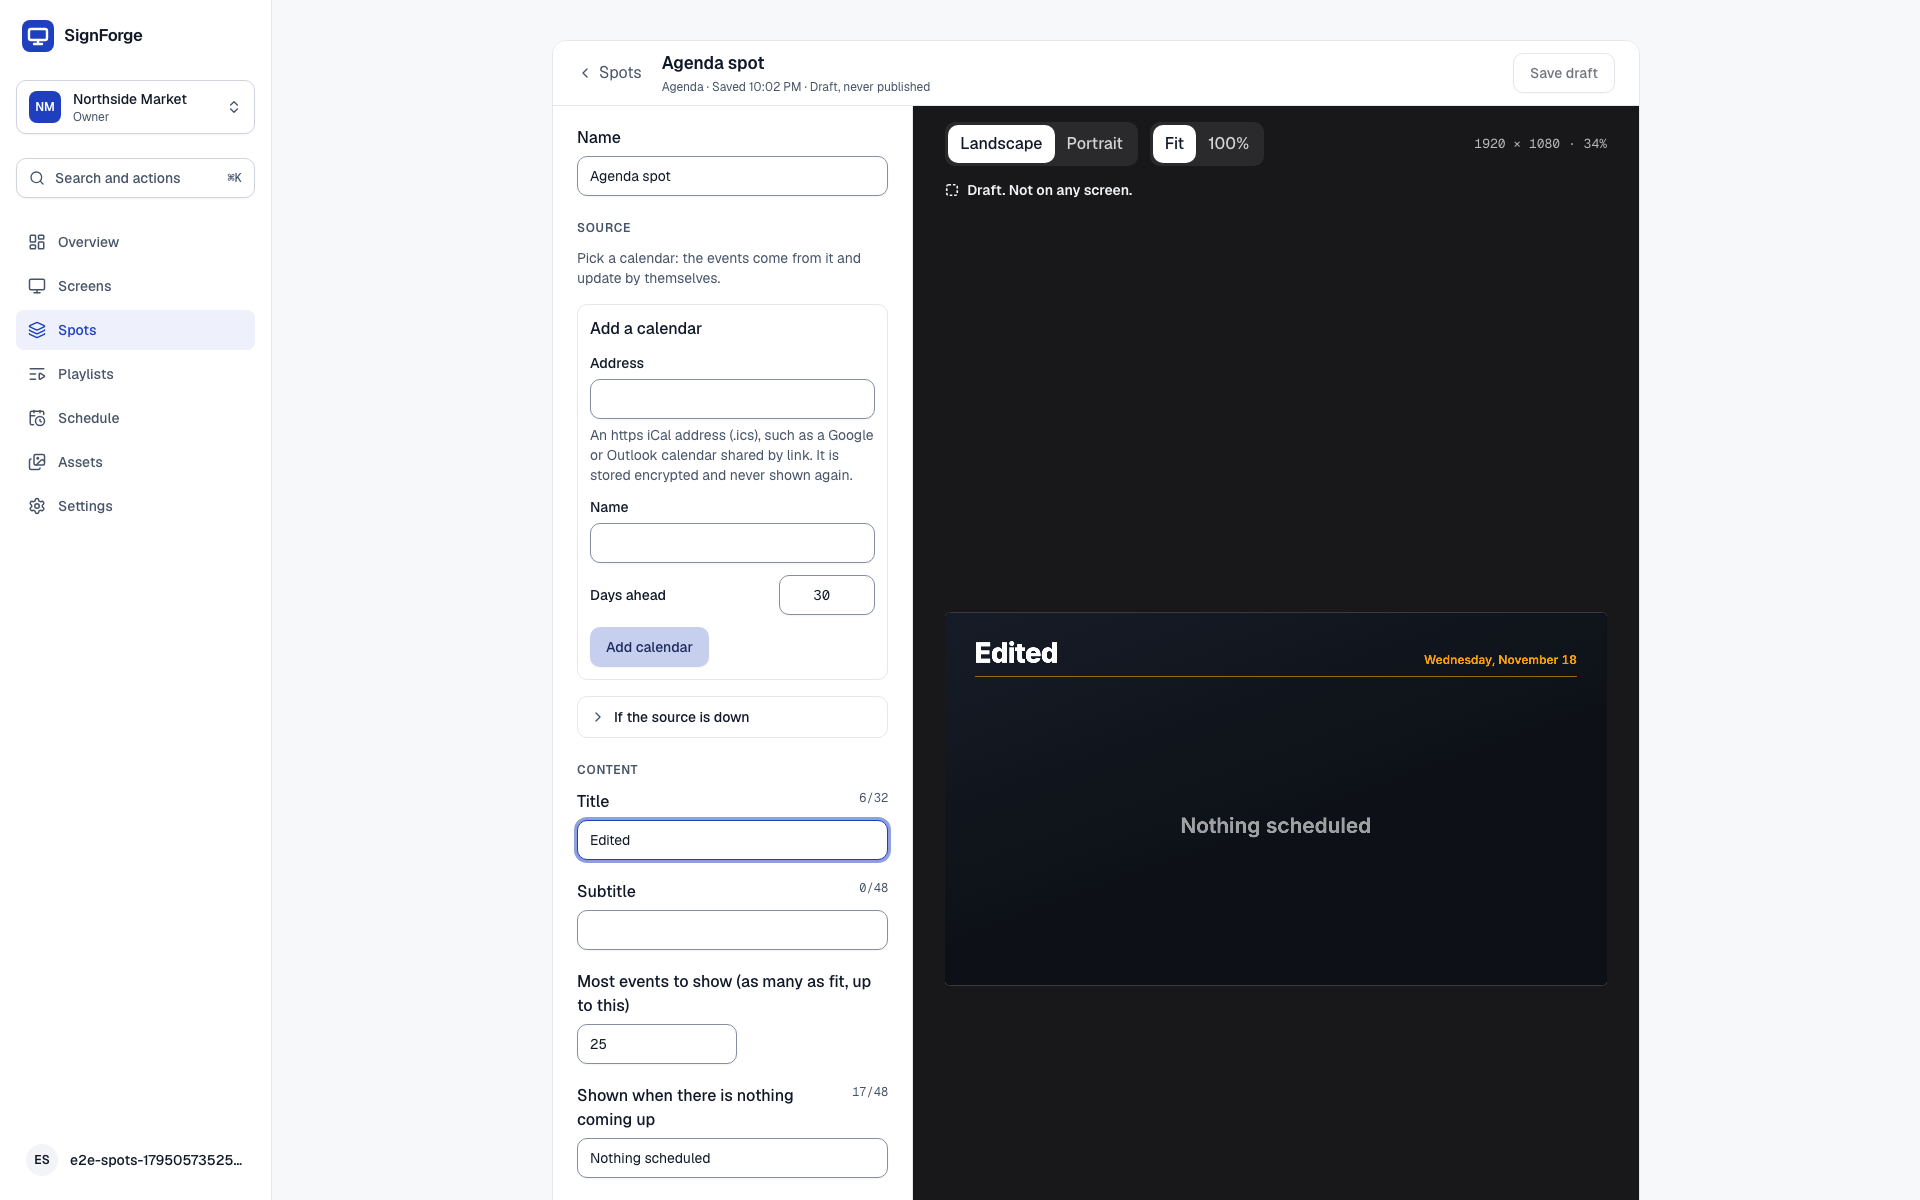 SignForge
NM
Northside Market
Owner
Search and actions
⌘K
Overview
Screens
Spots
Playlists
Schedule
Assets
Settings
ES
e2e-spots-17950573525...
Spots
Agenda spot
Agenda · Saved 10:02 PM · Draft, never published
Save draft
Name
Agenda spot
SOURCE
Pick a calendar: the events come from it and
update by themselves.
Add a calendar
Address
An https iCal address (.ics), such as a Google
or Outlook calendar shared by link. It is
stored encrypted and never shown again.
Name
Days ahead
30
Add calendar
If the source is down
CONTENT
Title
6/32
Edited
Subtitle
0/48
Most events to show (as many as fit, up
to this)
25
Shown when there is nothing
coming up
17/48
Nothing scheduled
Landscape
Portrait
Fit
100%
1920 × 1080 · 34%
Draft. Not on any screen.
Edited
Wednesday, November 18
Nothing scheduled